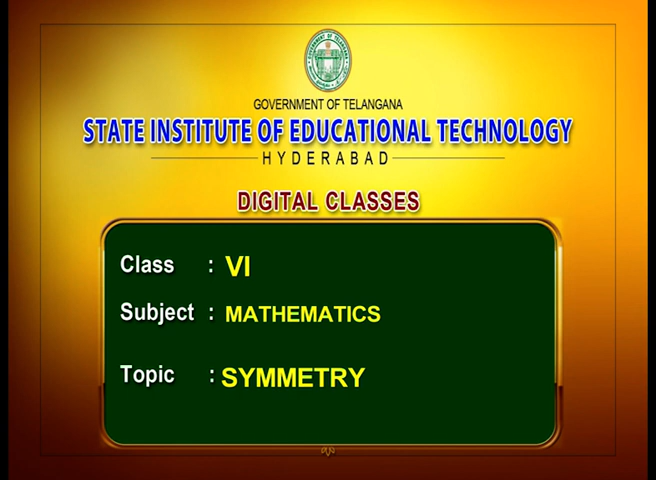 GOVERNMENT OF TELANGANA
STATE INSTITUTE OF EDUCATIONAL TECHNOLOGY
HYDERABAD
DIGITAL CLASSES
Class : VI
Subject : MATHEMATICS
Topic : SYMMETRY